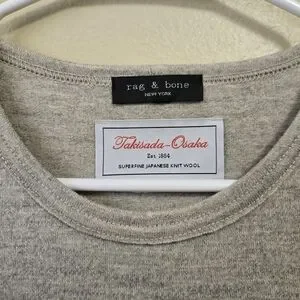 rag & bone
NEW YORK
Takisada-Osaka
Est. 1864
SUPERFINE JAPANESE KNIT WOOL